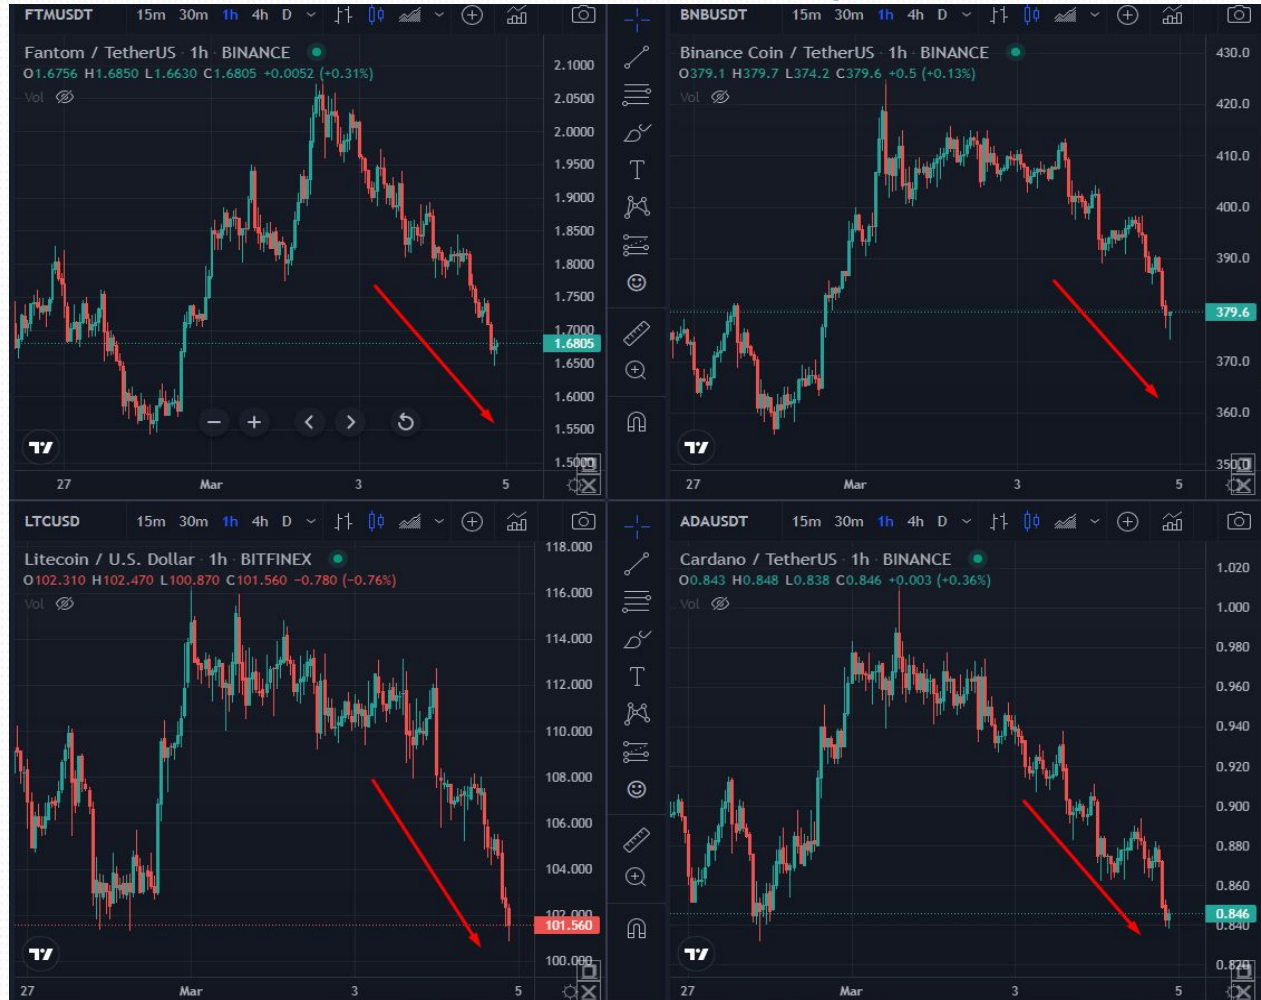 FTMUSDT 15m 30m 1h 4h D
Fantom / TetherUS · 1h · BINANCE
O1.6756 H1.6850 L1.6630 C1.6805 +0.0052 (+0.31%)
Vol
2.1000
2.0500
2.0000
1.9500
1.9000
1.8500
1.8000
1.7500
1.7000
1.6805
1.6500
1.6000
1.5500
1.5000
27 Mar 3 5
BNBUSDT 15m 30m 1h 4h D
Binance Coin / TetherUS · 1h · BINANCE
O379.1 H379.7 L374.2 C379.6 +0.5 (+0.13%)
Vol
430.0
420.0
410.0
400.0
390.0
379.6
370.0
360.0
350.0
27 Mar 3 5
LTCUSD 15m 30m 1h 4h D
Litecoin / U.S. Dollar · 1h · BITFINEX
O102.310 H102.470 L100.870 C101.560 −0.780 (−0.76%)
Vol
118.000
116.000
114.000
112.000
110.000
108.000
106.000
104.000
102.000
101.560
100.000
27 Mar 3 5
ADAUSDT 15m 30m 1h 4h D
Cardano / TetherUS · 1h · BINANCE
O0.843 H0.848 L0.838 C0.846 +0.003 (+0.36%)
Vol
1.020
1.000
0.980
0.960
0.940
0.920
0.900
0.880
0.860
0.846
0.840
0.820
27 Mar 3 5